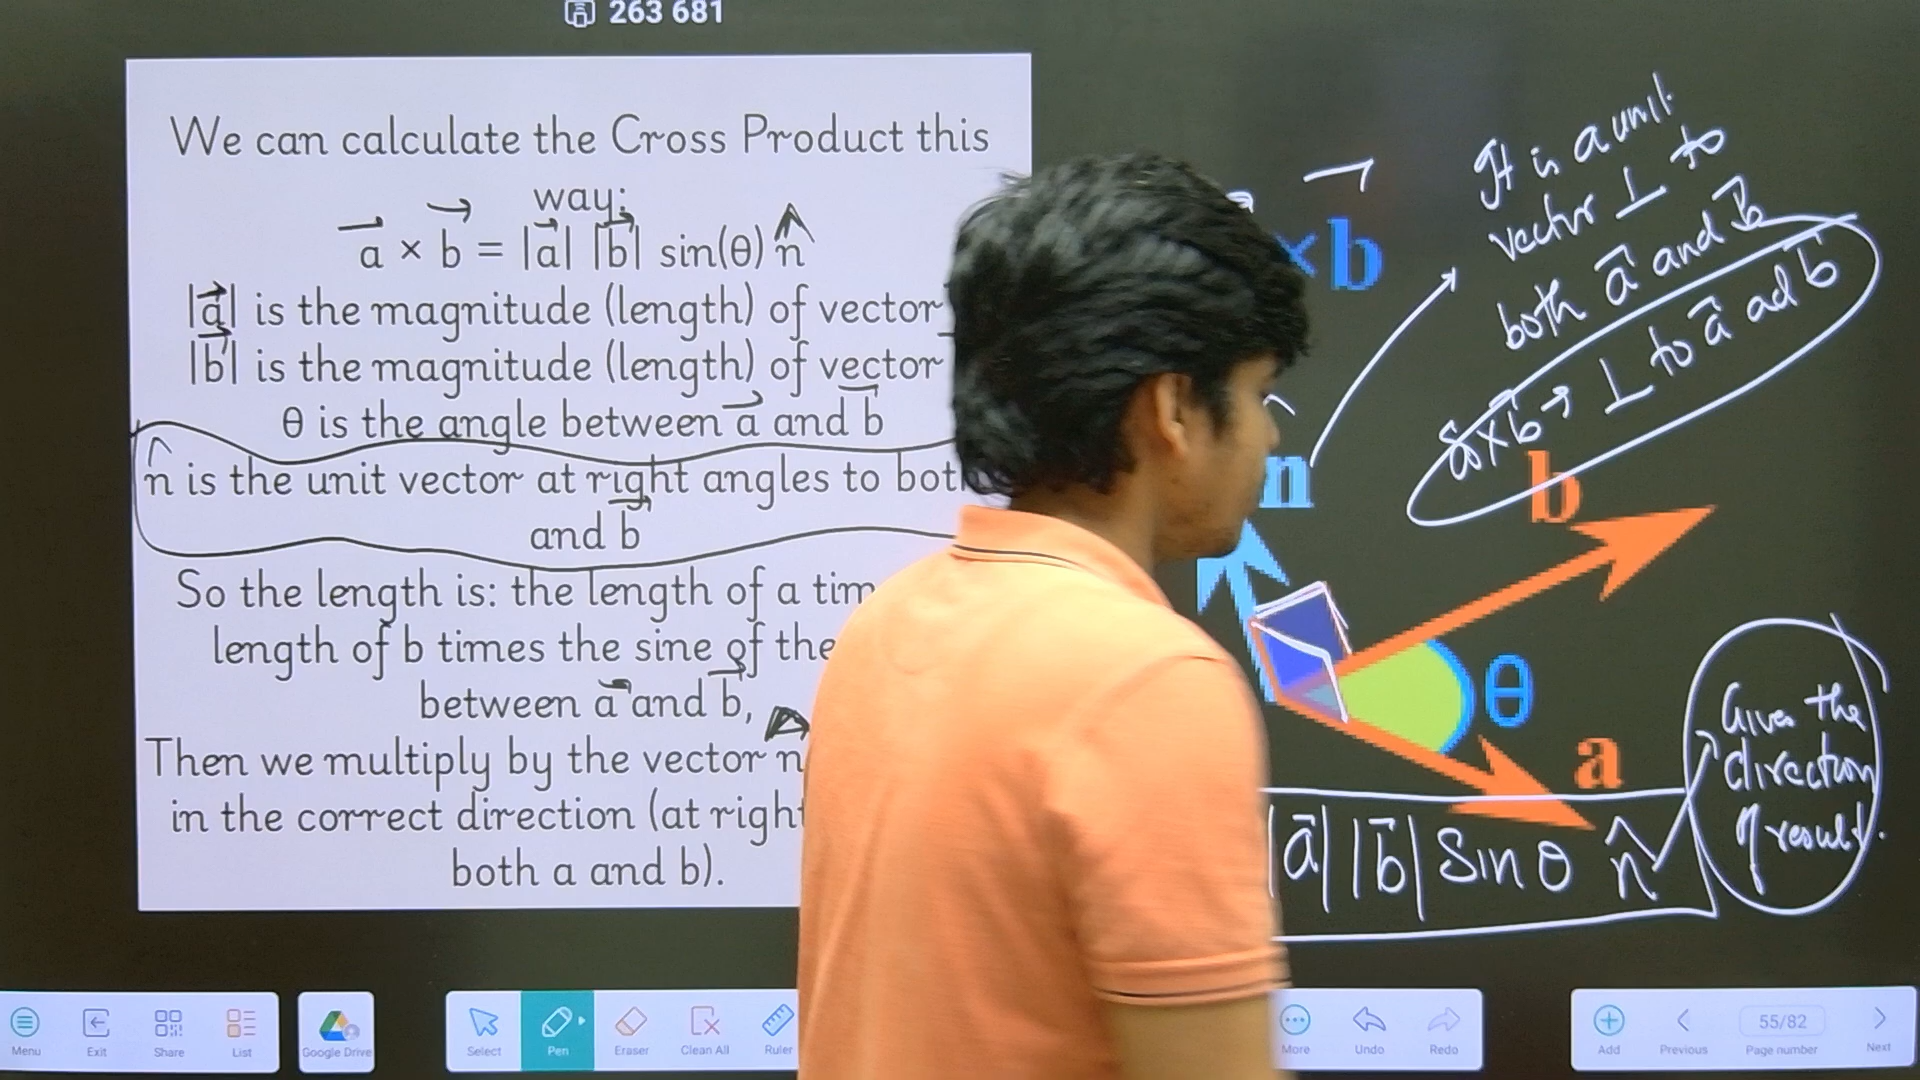 263 681
We can calculate the Cross Product this
way:
a × b = |a| |b| sin(θ) n̂
|a| is the magnitude (length) of vector
|b| is the magnitude (length) of vector
θ is the angle between a and b
n̂ is the unit vector at right angles to both
and b
So the length is: the length of a
length of b times the sine of the
between a and b,
Then we multiply by the vector n
in the correct direction (at right
both a and b).
×b
It is a unit
vector ⊥ to
both a and b
a×b → ⊥ to a ad b
n
b
θ
a
Gives the
direction
of result.
|a| |b| Sin θ n̂
Menu
Exit
Share
List
Google Drive
Select
Pen
Eraser
Clean All
Ruler
More
Undo
Redo
Add
Previous
55/82
Page number
Next